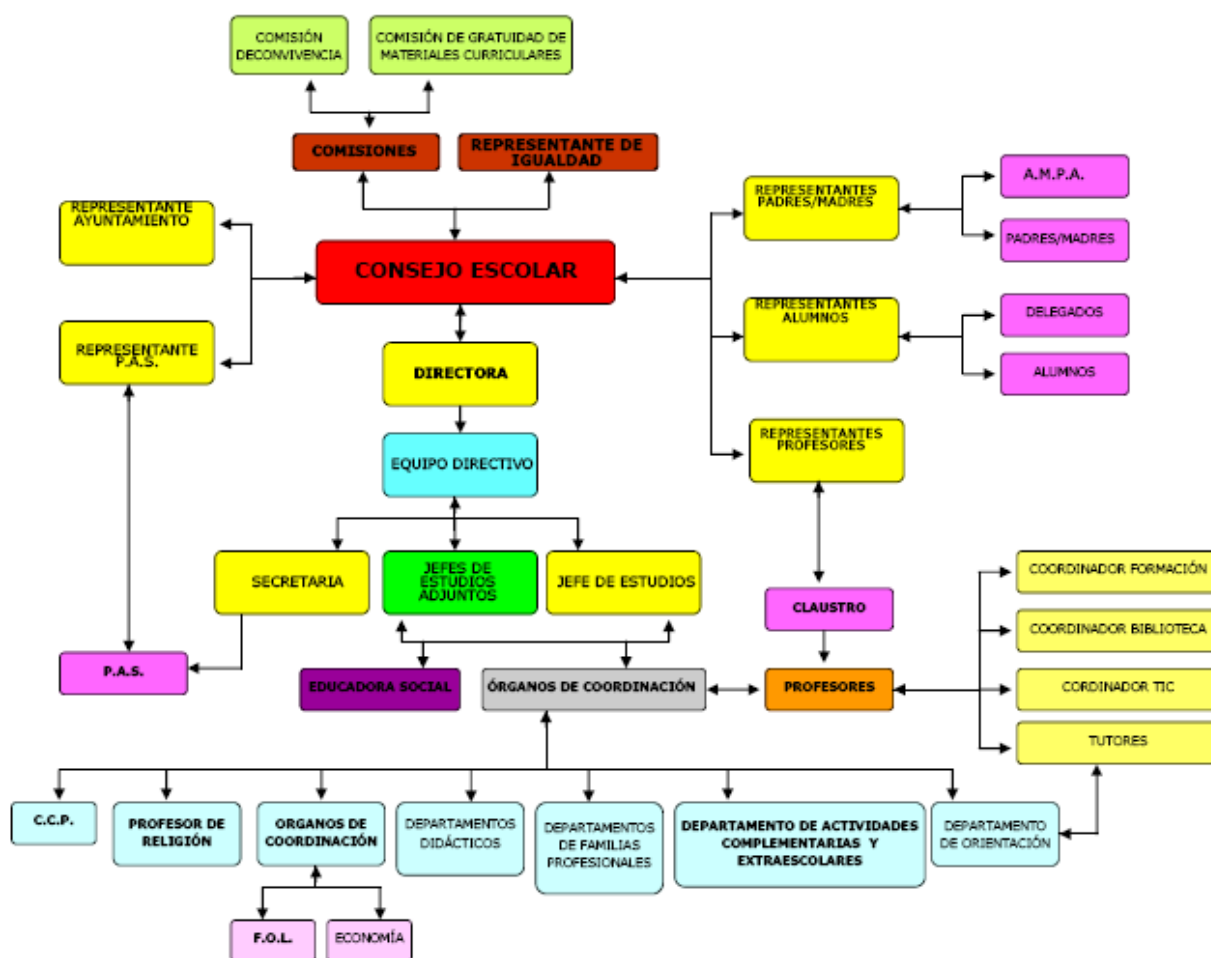 COMISIÓN
DECONVIVENCIA
COMISIÓN DE GRATUIDAD DE
MATERIALES CURRICULARES
COMISIONES
REPRESENTANTE DE
IGUALDAD
REPRESENTANTE
AYUNTAMIENTO
REPRESENTANTES
PADRES/MADRES
A.M.P.A.
PADRES/MADRES
CONSEJO ESCOLAR
REPRESENTANTE
P.A.S.
REPRESENTANTES
ALUMNOS
DELEGADOS
ALUMNOS
DIRECTORA
REPRESENTANTES
PROFESORES
EQUIPO DIRECTIVO
SECRETARIA
JEFES DE
ESTUDIOS
ADJUNTOS
JEFE DE ESTUDIOS
CLAUSTRO
COORDINADOR FORMACIÓN
COORDINADOR BIBLIOTECA
P.A.S.
EDUCADORA SOCIAL
ÓRGANOS DE COORDINACIÓN
PROFESORES
CORDINADOR TIC
TUTORES
C.C.P.
PROFESOR DE
RELIGIÓN
ORGANOS DE
COORDINACIÓN
DEPARTAMENTOS
DIDÁCTICOS
DEPARTAMENTOS
DE FAMILIAS
PROFESIONALES
DEPARTAMENTO DE ACTIVIDADES
COMPLEMENTARIAS Y
EXTRAESCOLARES
DEPARTAMENTO
DE ORIENTACIÓN
F.O.L.
ECONOMÍA